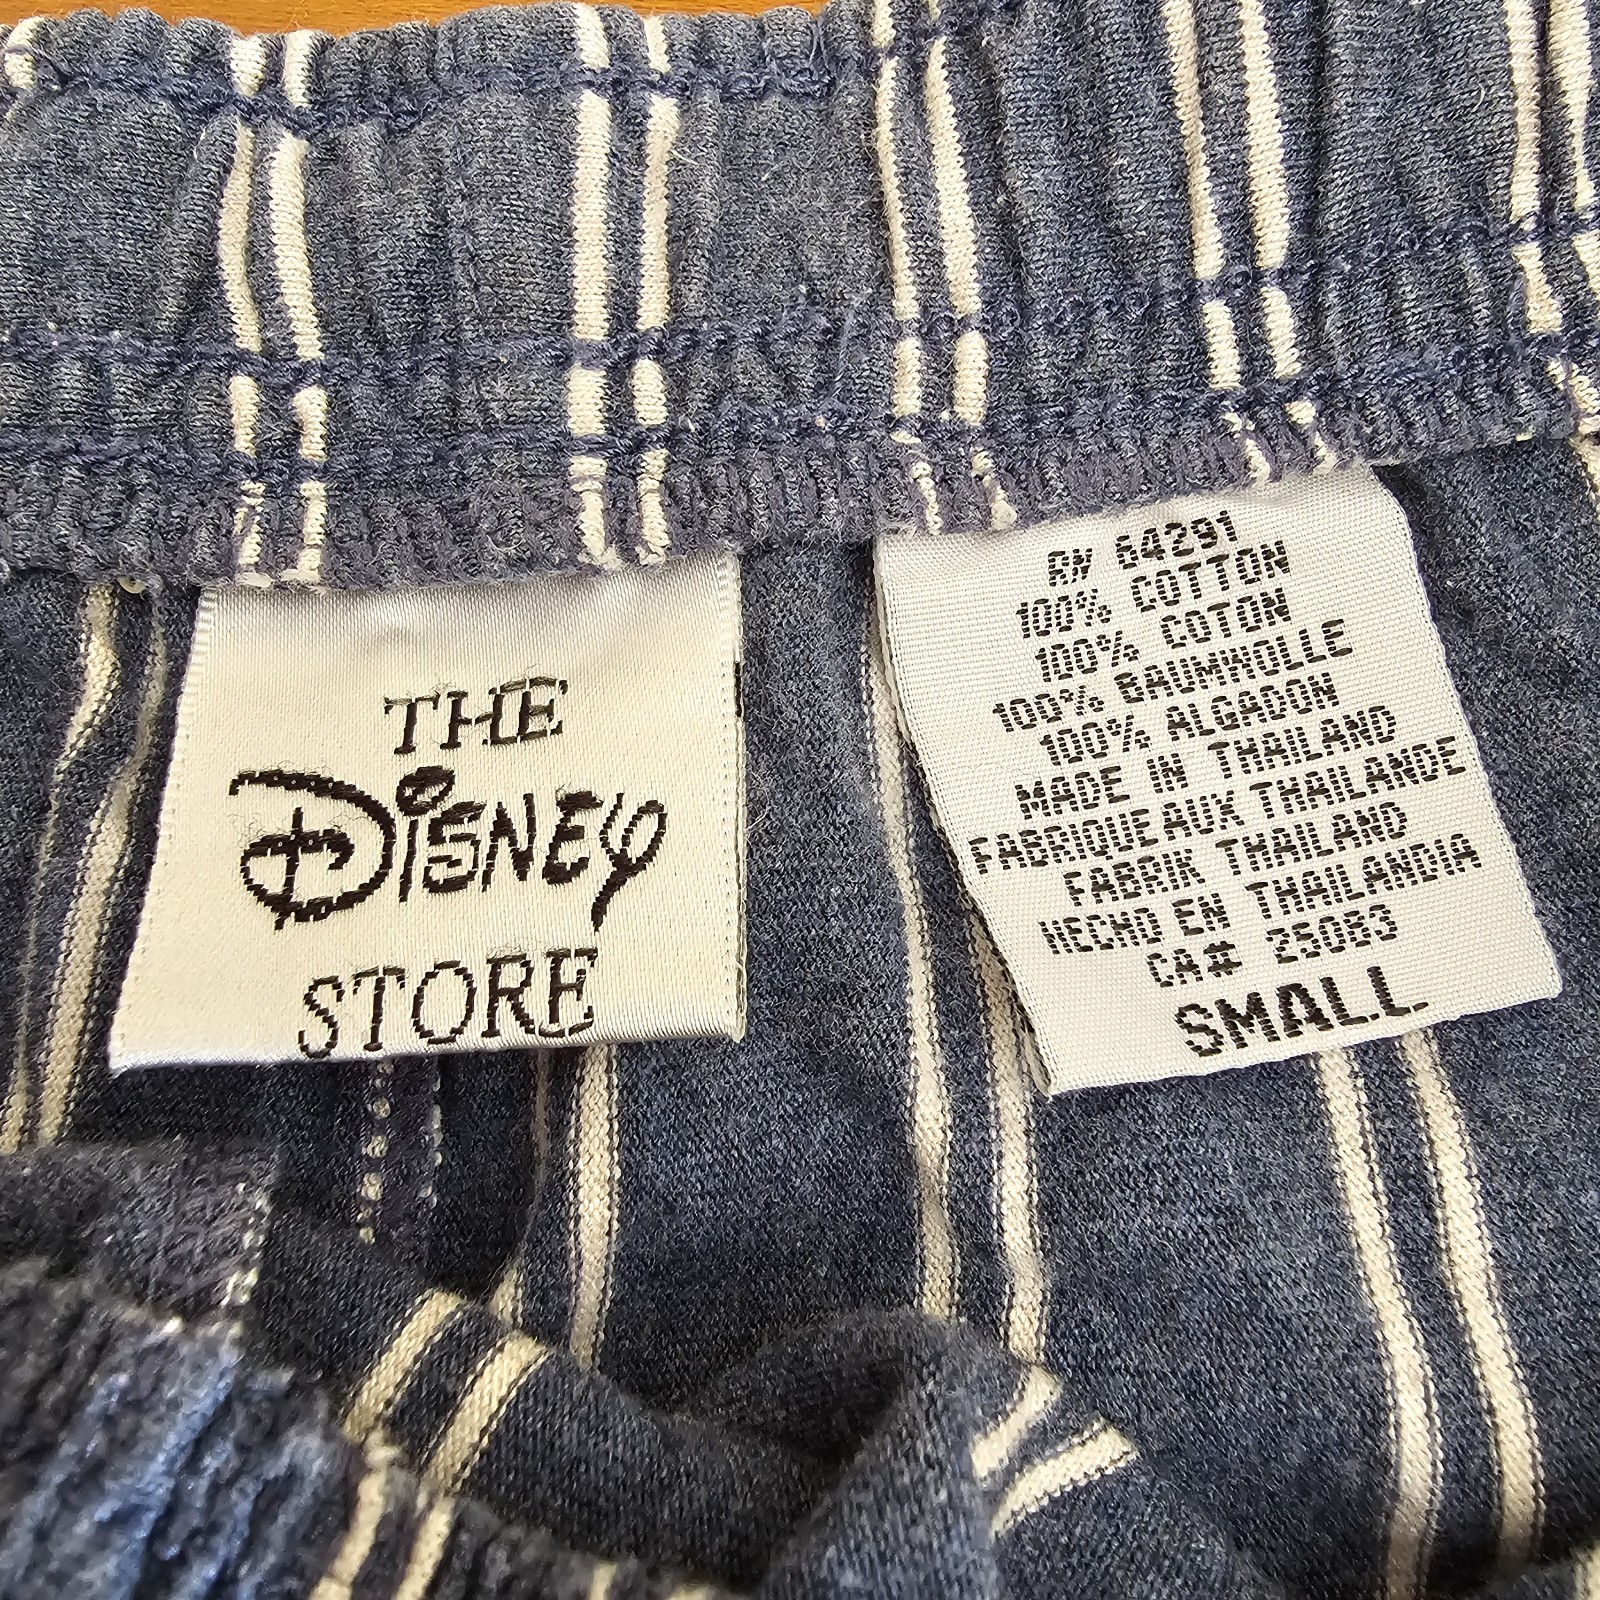 THE
Disney
STORE
RN 64291
100% COTTON
100% COTON
100% BAUMWOLLE
100% ALGADON
MADE IN THAILAND
FABRIQUE AUX THAILANDE
FABRIK THAILAND
HECHO EN THAILANDIA
CA# 25083
SMALL